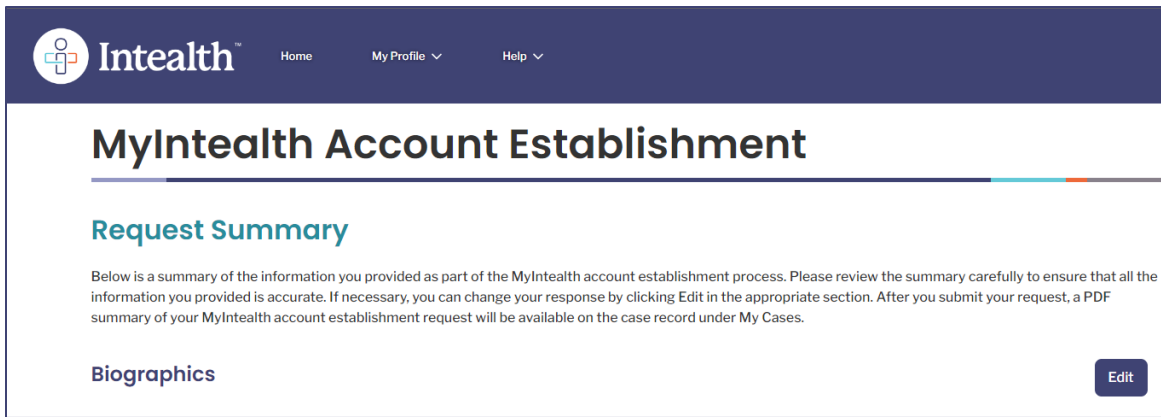 Intealth™ Home My Profile Help
MyIntealth Account Establishment
Request Summary
Below is a summary of the information you provided as part of the MyIntealth account establishment process. Please review the summary carefully to ensure that all the
information you provided is accurate. If necessary, you can change your response by clicking Edit in the appropriate section. After you submit your request, a PDF
summary of your MyIntealth account establishment request will be available on the case record under My Cases.
Biographics Edit